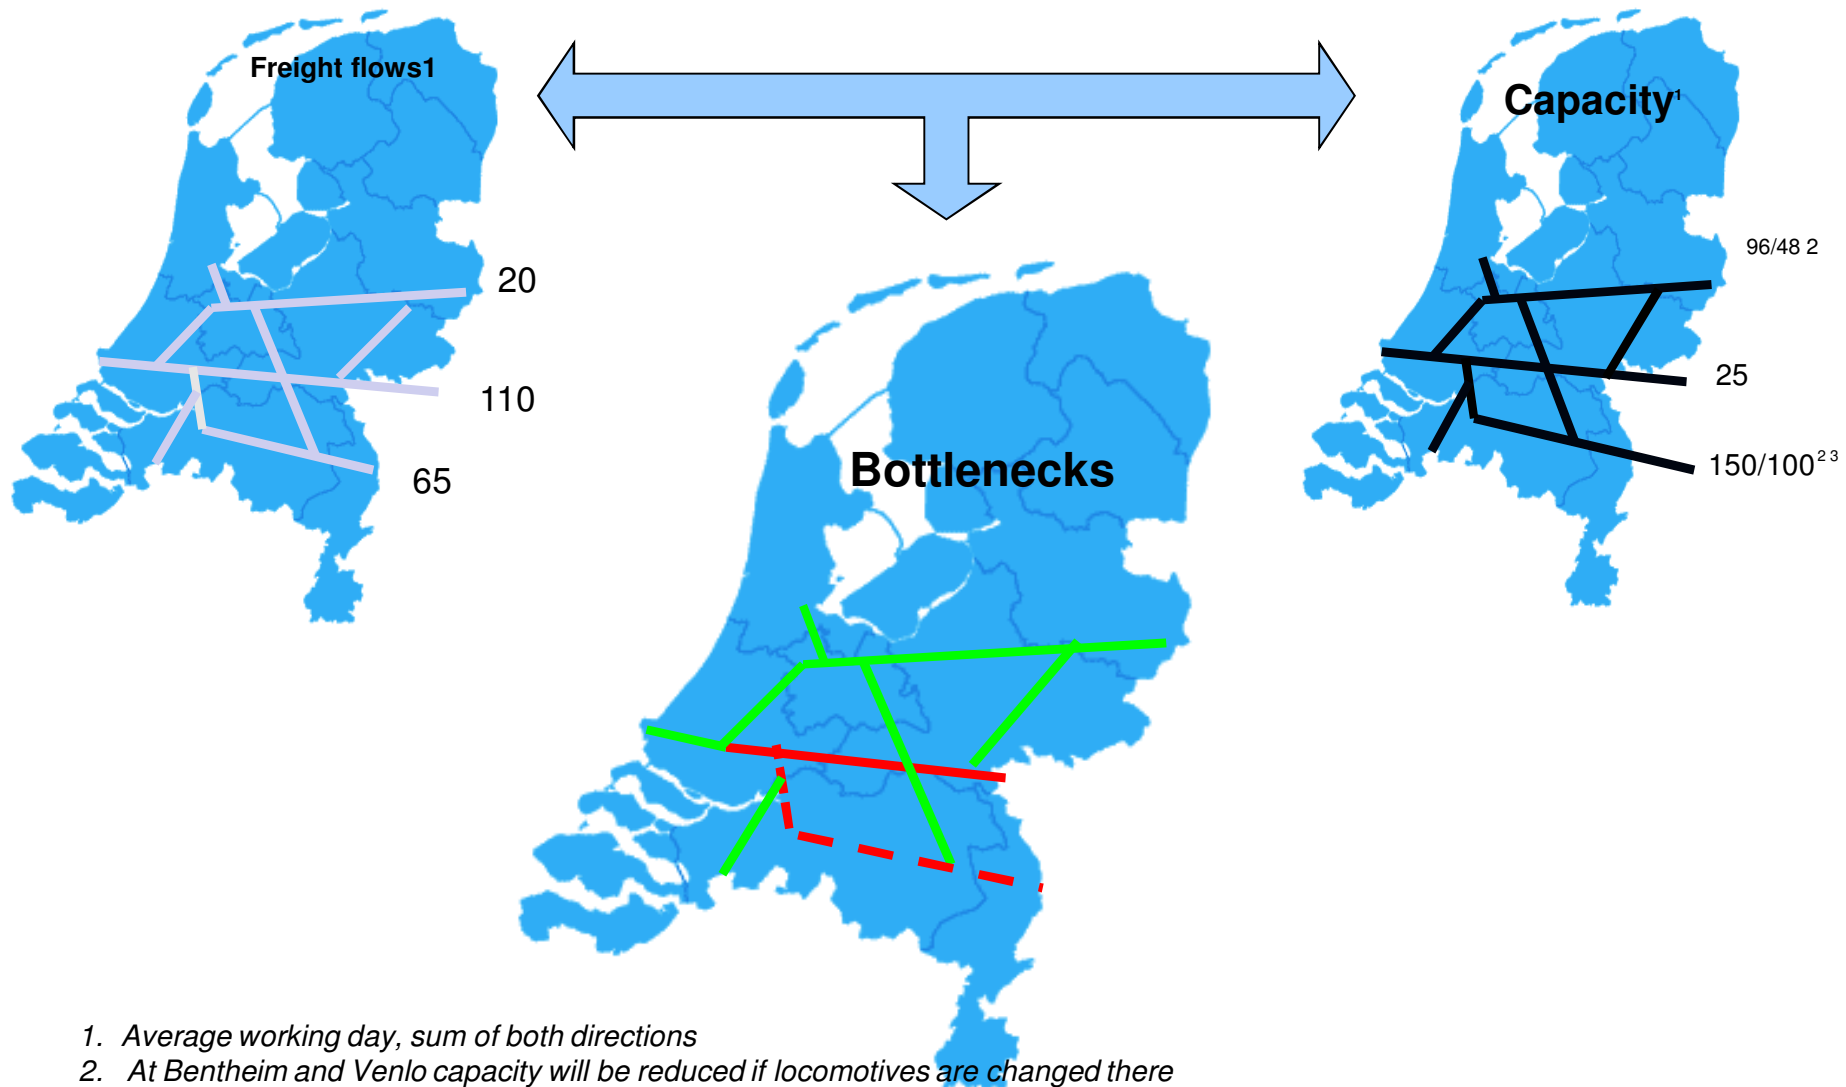 Freight flows1
Capacity1
20
96/48 2
110
25
65
150/100 2 3
Bottlenecks
1. Average working day, sum of both directions
2. At Bentheim and Venlo capacity will be reduced if locomotives are changed there